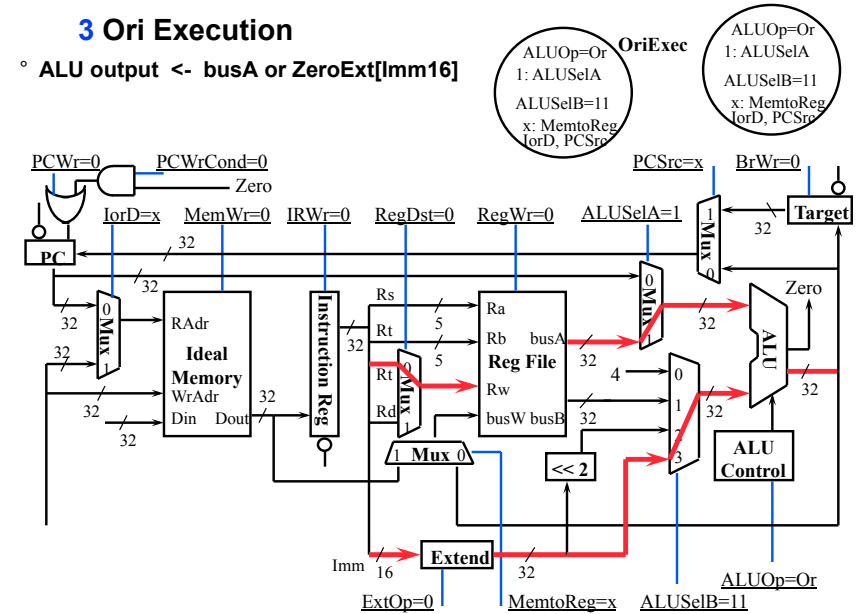 3 Ori Execution
° ALU output <- busA or ZeroExt[Imm16]
ALUOp=Or
1: ALUSelA
ALUSelB=11
x: MemtoReg
IorD, PCSrc
OriExec
ALUOp=Or
1: ALUSelA
ALUSelB=11
x: MemtoReg
IorD, PCSrc
PCWr=0
PCWrCond=0
PCSrc=x
BrWr=0
Zero
IorD=x
MemWr=0
IRWr=0
RegDst=0
RegWr=0
ALUSelA=1
1
Mux
0
32
Target
32
PC
32
32
0
Mux
1
32
32
RAdr
Ideal
Memory
WrAdr
Din
Dout
32
32
32
Instruction Reg
32
Rs
Rt
Rt
Rd
5
5
0
Mux
1
Ra
Rb
busA
Reg File
Rw
busW
busB
32
32
0
Mux
1
32
Zero
ALU
32
4
0
1
2
3
32
1 Mux 0
<< 2
ALU
Control
Imm
16
Extend
32
ExtOp=0
MemtoReg=x
ALUSelB=11
ALUOp=Or